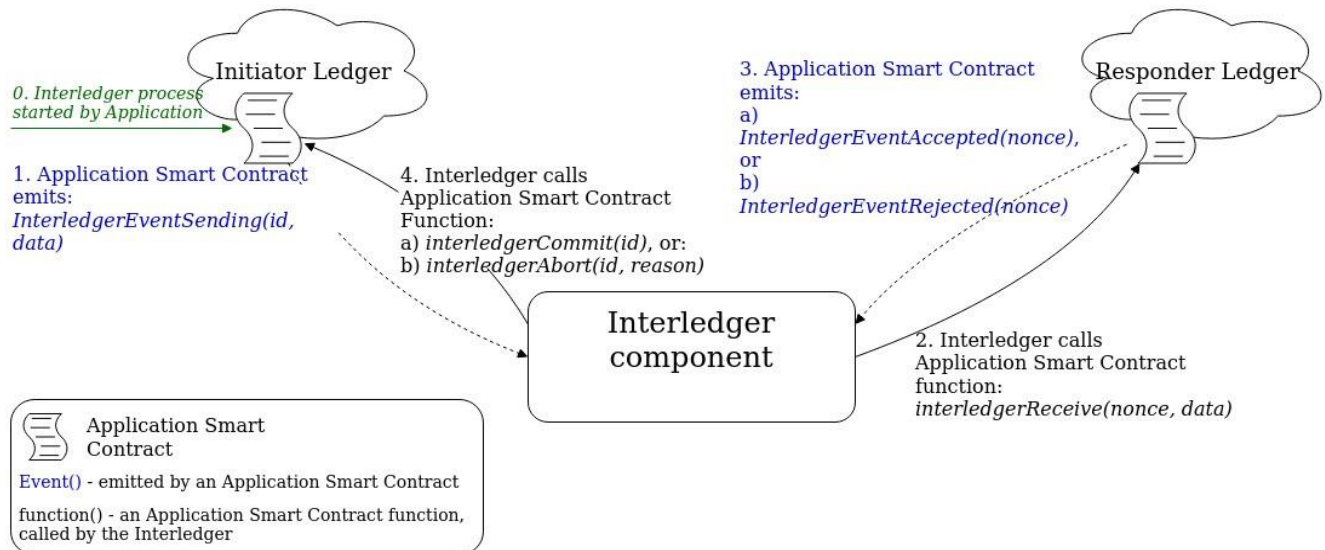 Initiator Ledger
0. Interledger process
started by Application
1. Application Smart Contract
emits:
InterledgerEventSending(id,
data)
4. Interledger calls
Application Smart Contract
Function:
a) interledgerCommit(id), or:
b) interledgerAbort(id, reason)
3. Application Smart Contract
emits:
a)
InterledgerEventAccepted(nonce),
or
b)
InterledgerEventRejected(nonce)
Responder Ledger
Interledger
component
2. Interledger calls
Application Smart Contract
function:
interledgerReceive(nonce, data)
Application Smart
Contract
Event() - emitted by an Application Smart Contract
function() - an Application Smart Contract function,
called by the Interledger